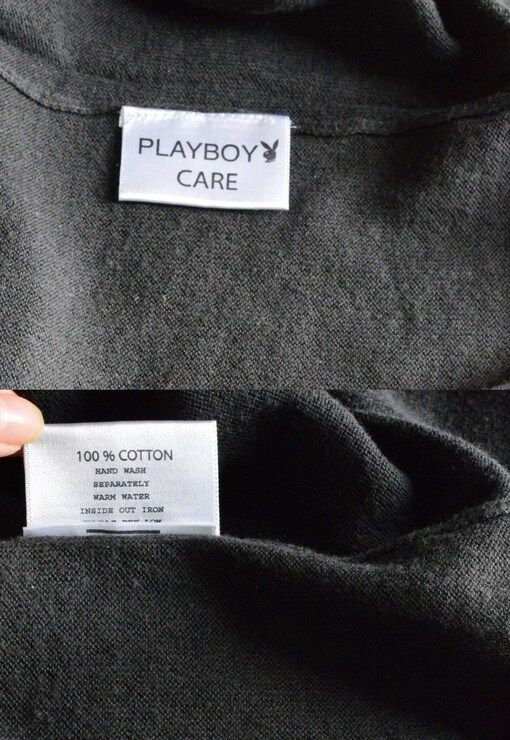 PLAYBOY
CARE
100 % COTTON
HAND WASH
SEPARATELY
WARM WATER
INSIDE OUT IRON